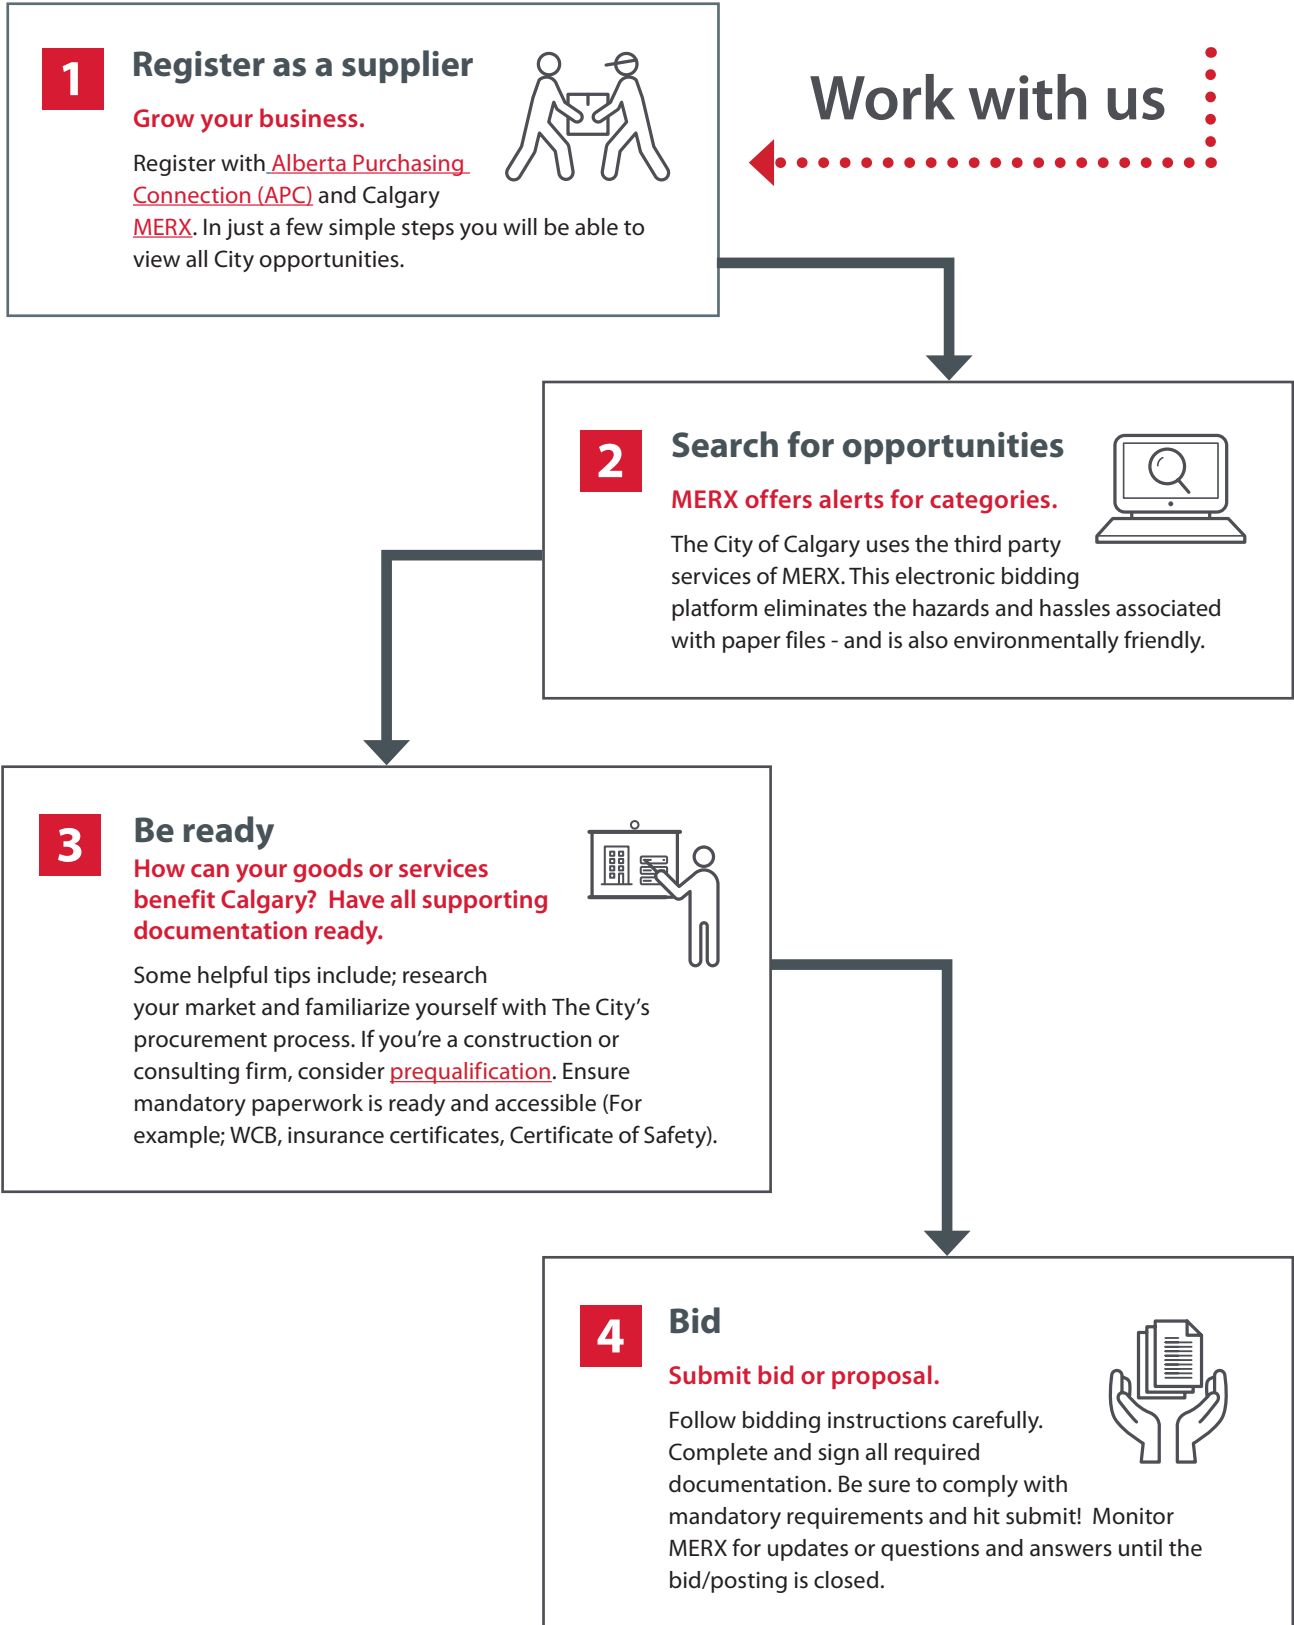 Work with us
1
Register as a supplier
Grow your business.
Register with Alberta Purchasing
Connection (APC) and Calgary
MERX. In just a few simple steps you will be able to
view all City opportunities.
2
Search for opportunities
MERX offers alerts for categories.
The City of Calgary uses the third party
services of MERX. This electronic bidding
platform eliminates the hazards and hassles associated
with paper files - and is also environmentally friendly.
3
Be ready
How can your goods or services
benefit Calgary?  Have all supporting
documentation ready.
Some helpful tips include; research
your market and familiarize yourself with The City’s
procurement process. If you’re a construction or
consulting firm, consider prequalification. Ensure
mandatory paperwork is ready and accessible (For
example; WCB, insurance certificates, Certificate of Safety).
4
Bid
Submit bid or proposal.
Follow bidding instructions carefully.
Complete and sign all required
documentation. Be sure to comply with
mandatory requirements and hit submit!  Monitor
MERX for updates or questions and answers until the
bid/posting is closed.